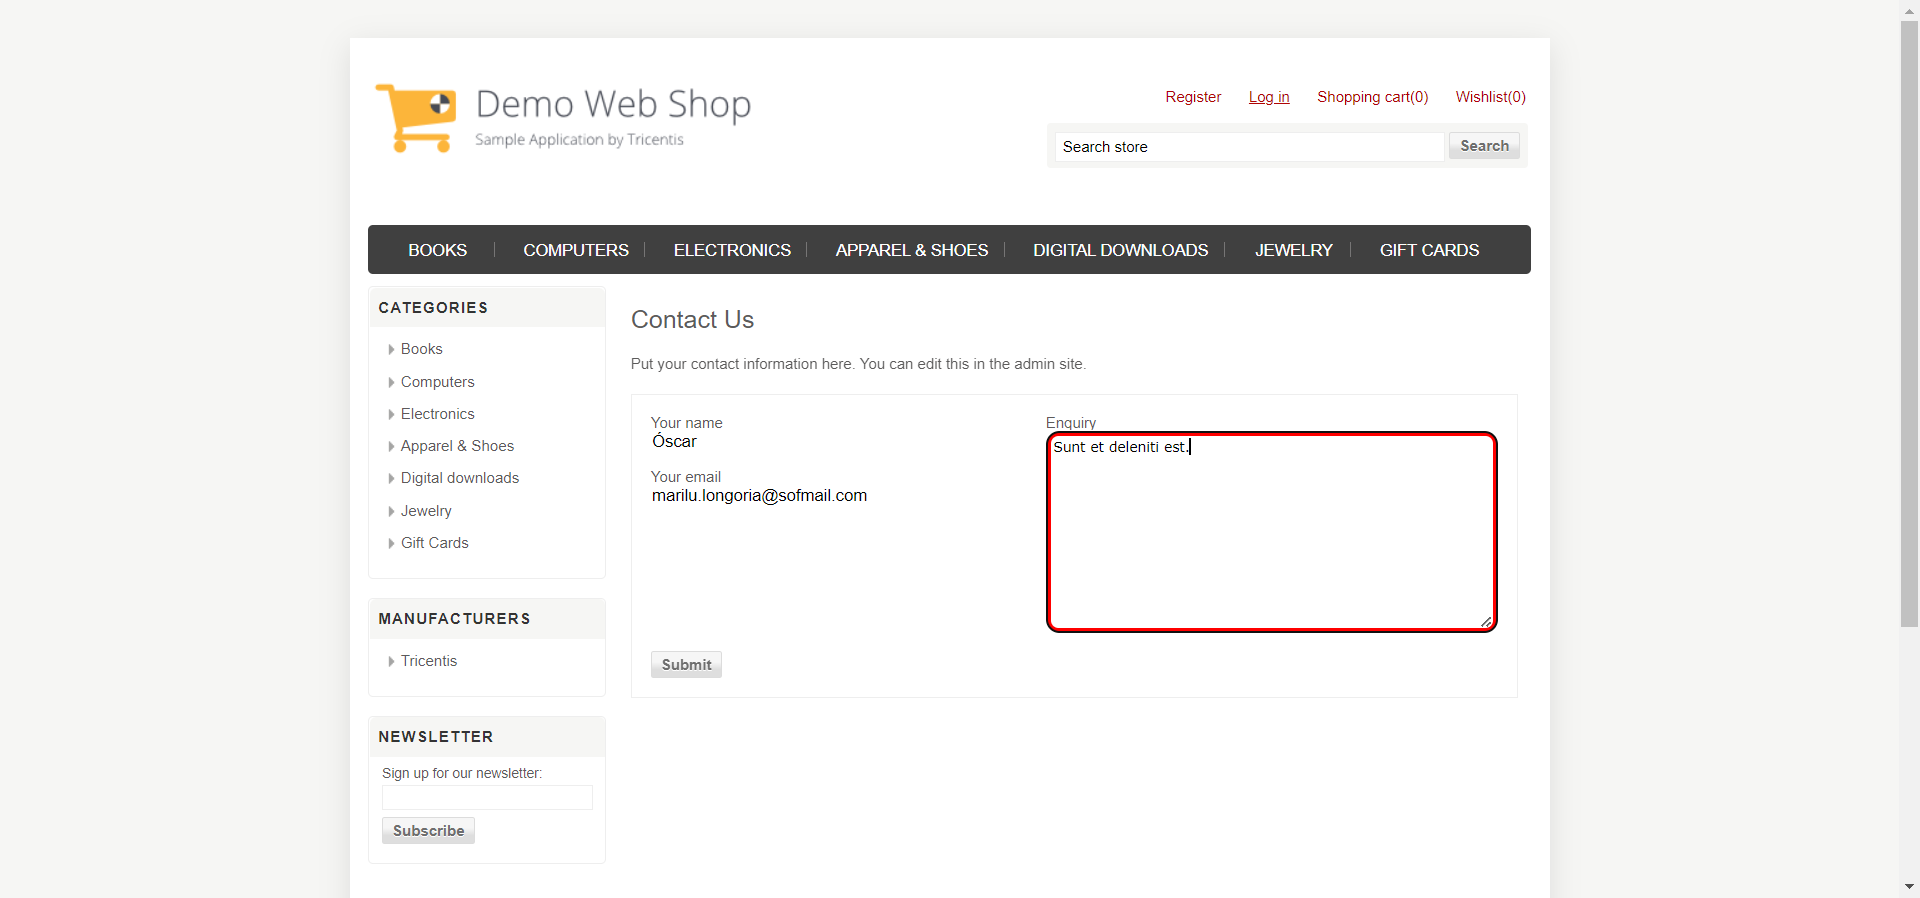 Demo Web Shop
Sample Application by Tricentis
Register Log in Shopping cart(0) Wishlist(0)
Search store Search
BOOKS COMPUTERS ELECTRONICS APPAREL & SHOES DIGITAL DOWNLOADS JEWELRY GIFT CARDS
CATEGORIES
Books
Computers
Electronics
Apparel & Shoes
Digital downloads
Jewelry
Gift Cards
MANUFACTURERS
Tricentis
NEWSLETTER
Sign up for our newsletter:
Subscribe
Contact Us
Put your contact information here. You can edit this in the admin site.
Your name
Óscar
Your email
marilu.longoria@sofmail.com
Enquiry
Sunt et deleniti est.
Submit